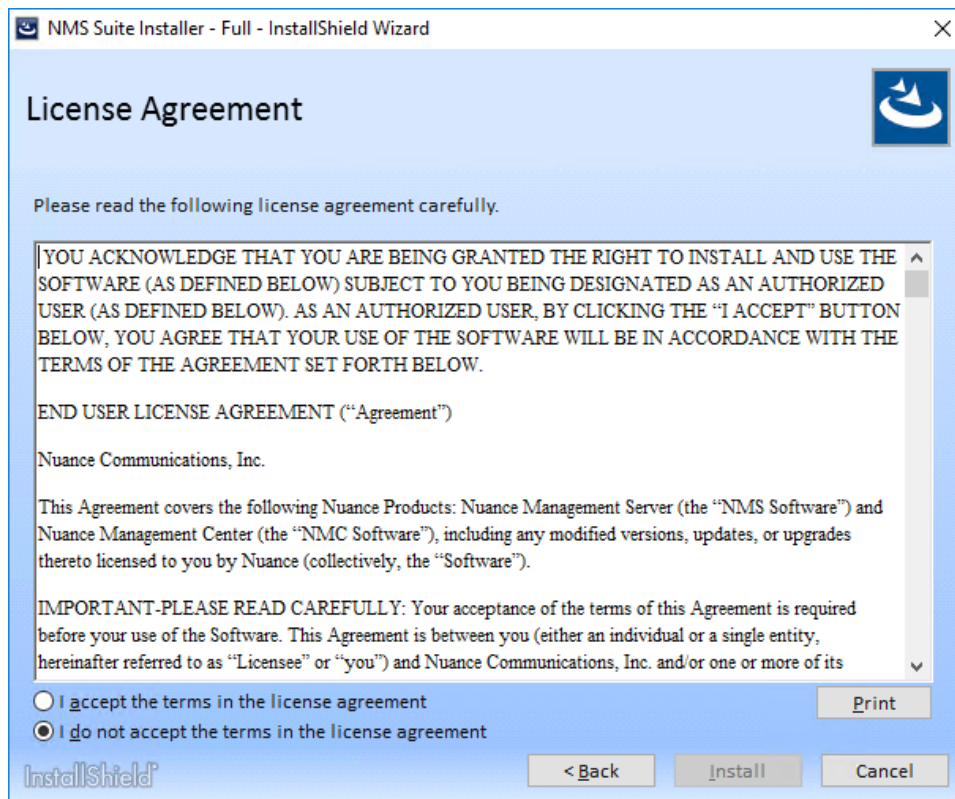 NMS Suite Installer - Full - InstallShield Wizard
License Agreement
Please read the following license agreement carefully.
YOU ACKNOWLEDGE THAT YOU ARE BEING GRANTED THE RIGHT TO INSTALL AND USE THE
SOFTWARE (AS DEFINED BELOW) SUBJECT TO YOU BEING DESIGNATED AS AN AUTHORIZED
USER (AS DEFINED BELOW). AS AN AUTHORIZED USER, BY CLICKING THE “I ACCEPT” BUTTON
BELOW, YOU AGREE THAT YOUR USE OF THE SOFTWARE WILL BE IN ACCORDANCE WITH THE
TERMS OF THE AGREEMENT SET FORTH BELOW.
END USER LICENSE AGREEMENT (“Agreement”)
Nuance Communications, Inc.
This Agreement covers the following Nuance Products: Nuance Management Server (the “NMS Software”) and
Nuance Management Center (the “NMC Software”), including any modified versions, updates, or upgrades
thereto licensed to you by Nuance (collectively, the “Software”).
IMPORTANT-PLEASE READ CAREFULLY: Your acceptance of the terms of this Agreement is required
before your use of the Software. This Agreement is between you (either an individual or a single entity,
hereinafter referred to as “Licensee” or “you”) and Nuance Communications, Inc. and/or one or more of its
I accept the terms in the license agreement
Print
I do not accept the terms in the license agreement
InstallShield
< Back
Install
Cancel